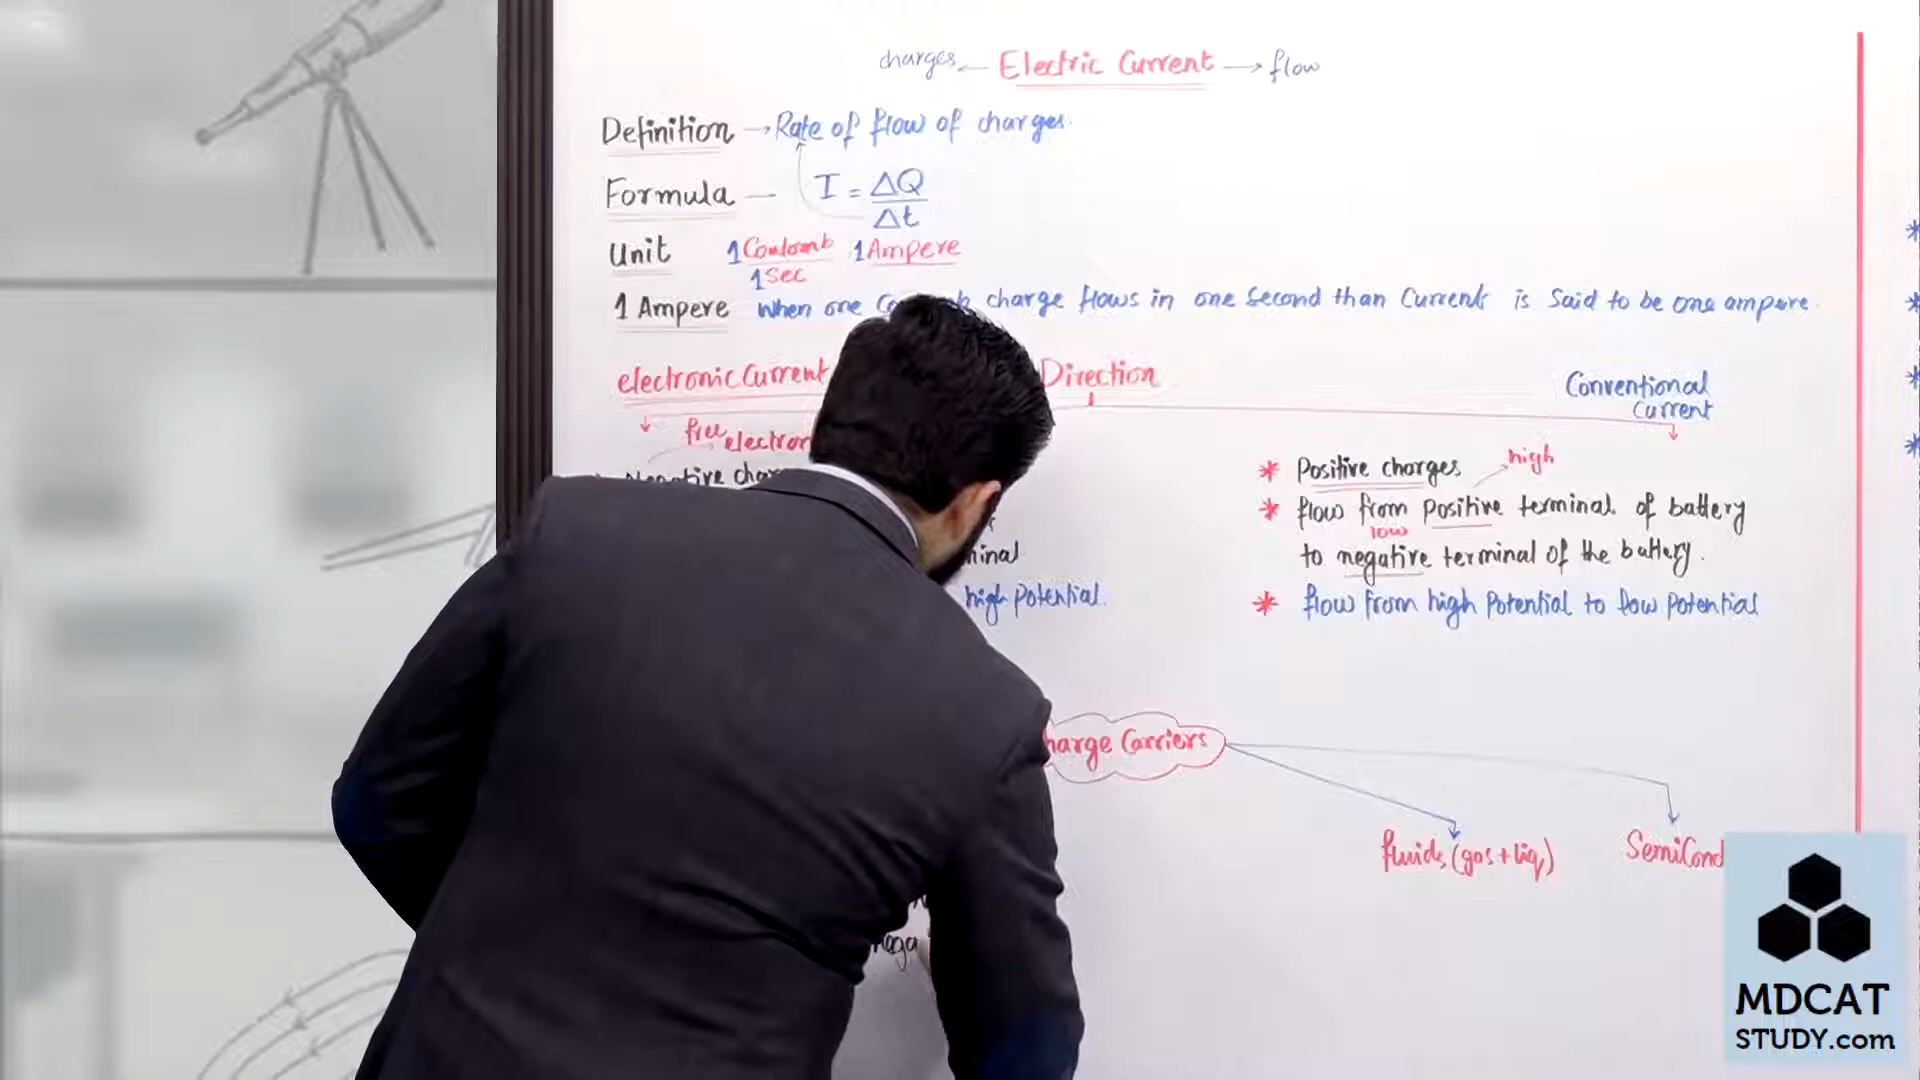 charges ← Electric Current → flow
Definition → Rate of flow of charges.
Formula — I = ΔQ
Δt
Unit 1Coulomb 1Ampere
1Sec
1 Ampere When one charge flows in one Second than Current is Said to be one ampere.
electronic Current Direction Conventional
Current
free electron
* Positive charges high
* flow from positive terminal of battery
low
to negative terminal of the battery.
minal
high potential.
* flow from high Potential to low potential
harge Carriers
fluids (gas+liq) SemiCond
nega
MDCAT
STUDY.com